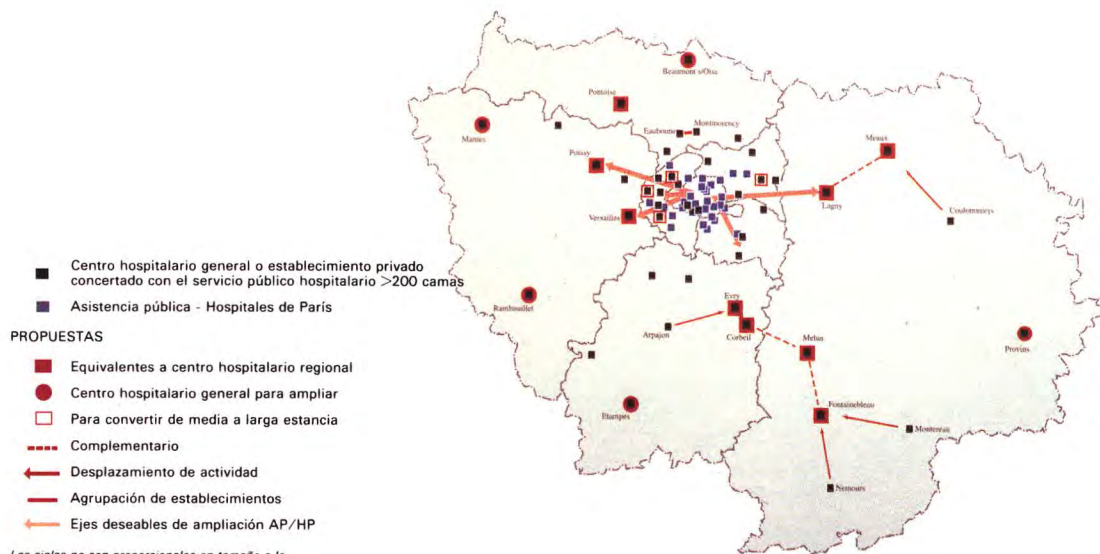 Beaumont s/Oise
Pontoise
Mantes
Eaubonne
Montmorency
Meaux
Poissy
Lagny
Coulommiers
Versailles
Centro hospitalario general o establecimiento privado
concertado con el servicio público hospitalario >200 camas
Asistencia pública - Hospitales de París
Rambouillet
Evry
Arpajon
Corbeil
Melun
Provins
PROPUESTAS
Equivalentes a centro hospitalario regional
Centro hospitalario general para ampliar
Para convertir de media a larga estancia
Etampes
Fontainebleau
Montereau
Complementario
Desplazamiento de actividad
Agrupación de establecimientos
Nemours
Ejes deseables de ampliación AP/HP